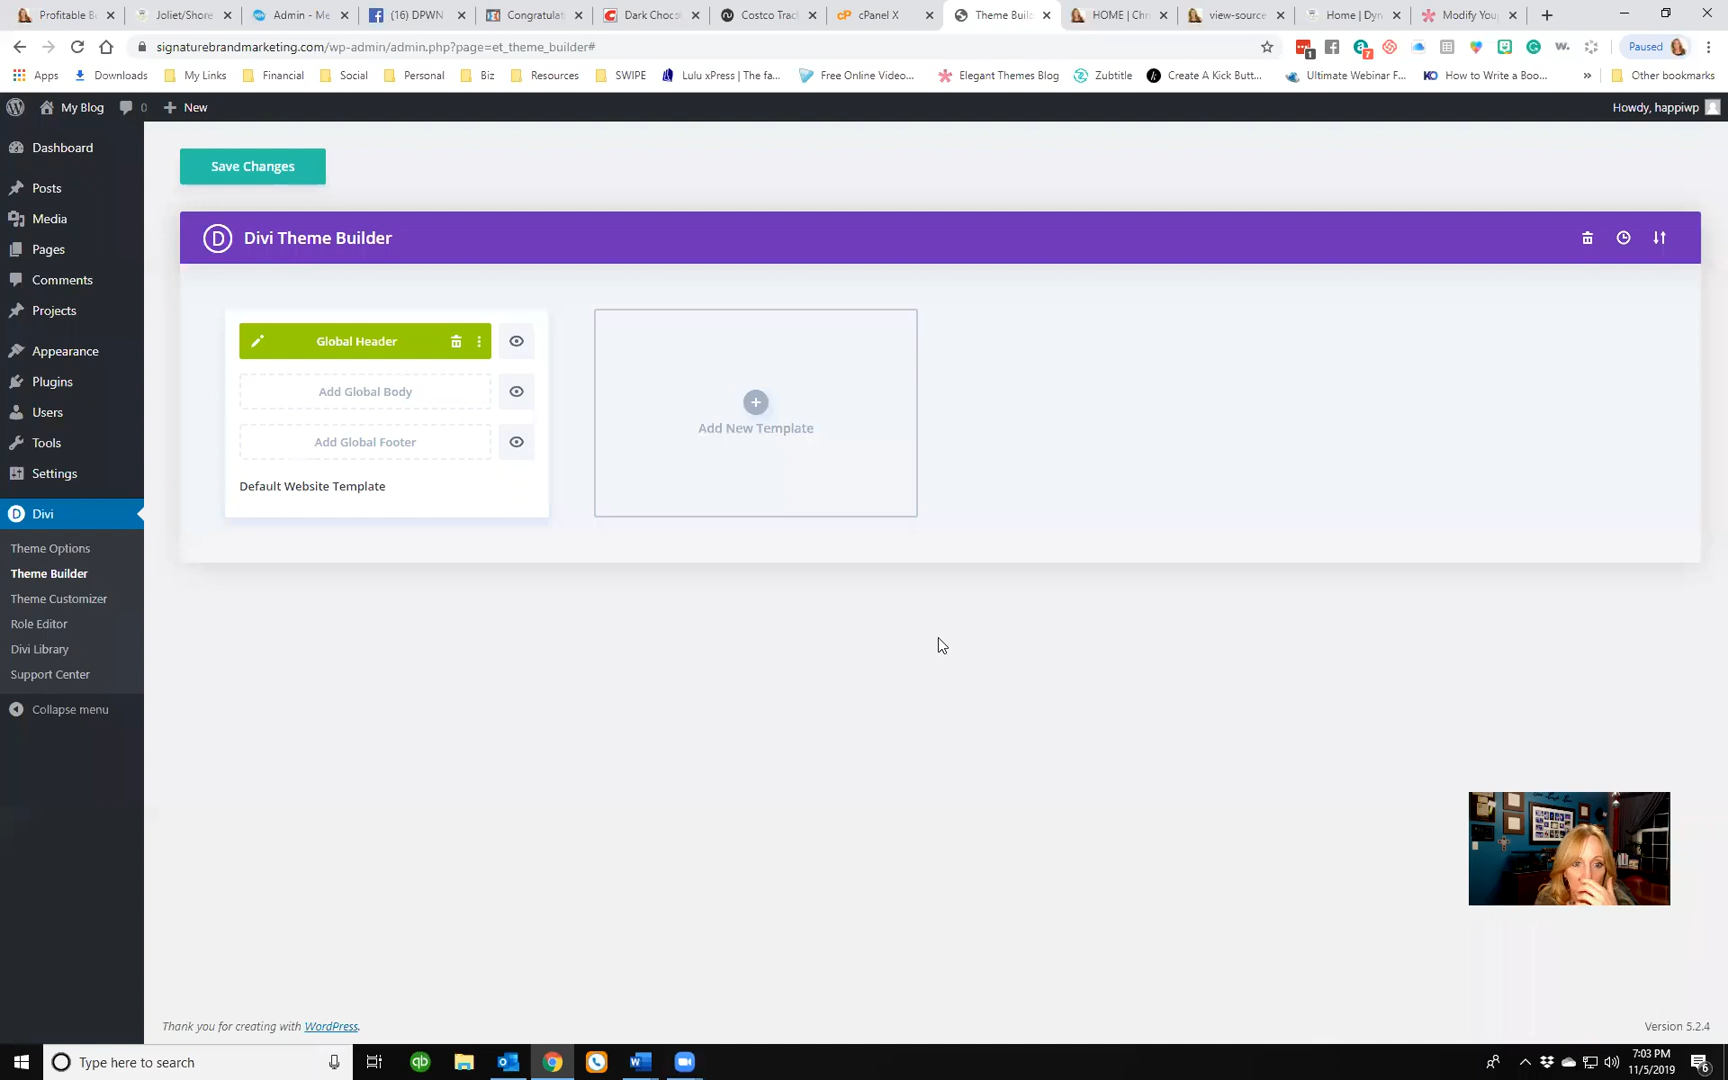 Profitable Bo
Joliet/Shore
Admin - Me
(16) DPWN
Congratulat
Dark Chocs
Costco Trac
cPanel X
Theme Buil
HOME | Chr
view-source
Home | Dyn
Modify You
signaturebrandmarketing.com/wp-admin/admin.php?page=et_theme_builder#
Paused
Apps
Downloads
My Links
Financial
Social
Personal
Biz
Resources
SWIPE
Lulu xPress | The fa...
Free Online Video...
Elegant Themes Blog
Zubtitle
Create A Kick Butt...
Ultimate Webinar F...
How to Write a Boo...
»
Other bookmarks
My Blog
0
New
Howdy, happiwp
Dashboard
Posts
Media
Pages
Comments
Projects
Appearance
Plugins
Users
Tools
Settings
Divi
Theme Options
Theme Builder
Theme Customizer
Role Editor
Divi Library
Support Center
Collapse menu
Save Changes
D Divi Theme Builder
Global Header
Add Global Body
Add Global Footer
Default Website Template
Add New Template
Thank you for creating with WordPress.
Version 5.2.4
Type here to search
7:03 PM
11/5/2019
6